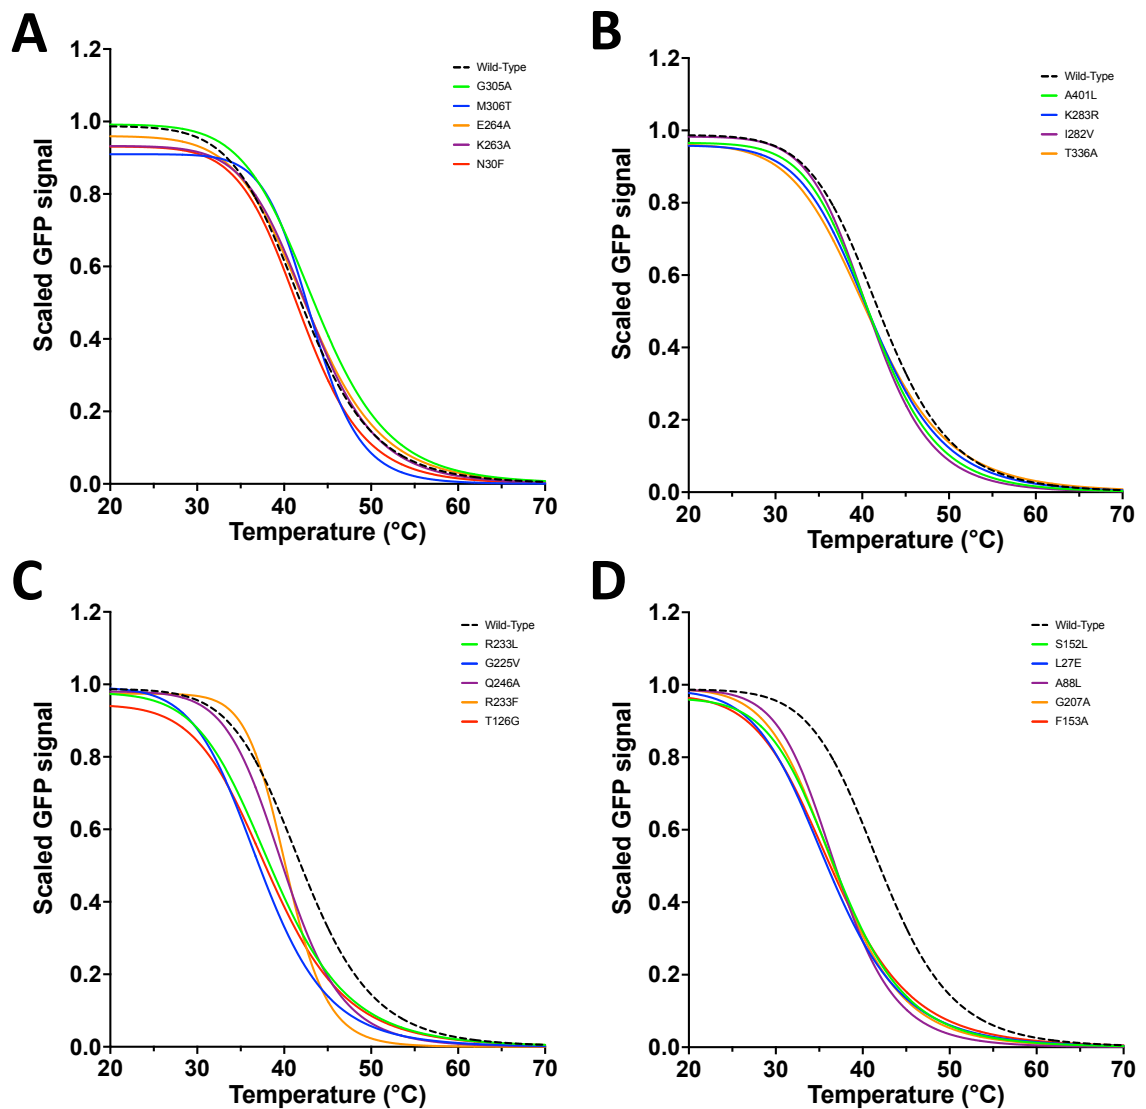 A
Scaled GFP signal
1.2
1.0
0.8
0.6
0.4
0.2
0.0
20 30 40 50 60 70
Temperature (°C)
Wild-Type
G305A
M306T
E264A
K263A
N30F
B
Scaled GFP signal
1.2
1.0
0.8
0.6
0.4
0.2
0.0
20 30 40 50 60 70
Temperature (°C)
Wild-Type
A401L
K283R
I282V
T336A
C
Scaled GFP signal
1.2
1.0
0.8
0.6
0.4
0.2
0.0
20 30 40 50 60 70
Temperature (°C)
Wild-Type
R233L
G225V
Q246A
R233F
T126G
D
Scaled GFP signal
1.2
1.0
0.8
0.6
0.4
0.2
0.0
20 30 40 50 60 70
Temperature (°C)
Wild-Type
S152L
L27E
A88L
G207A
F153A